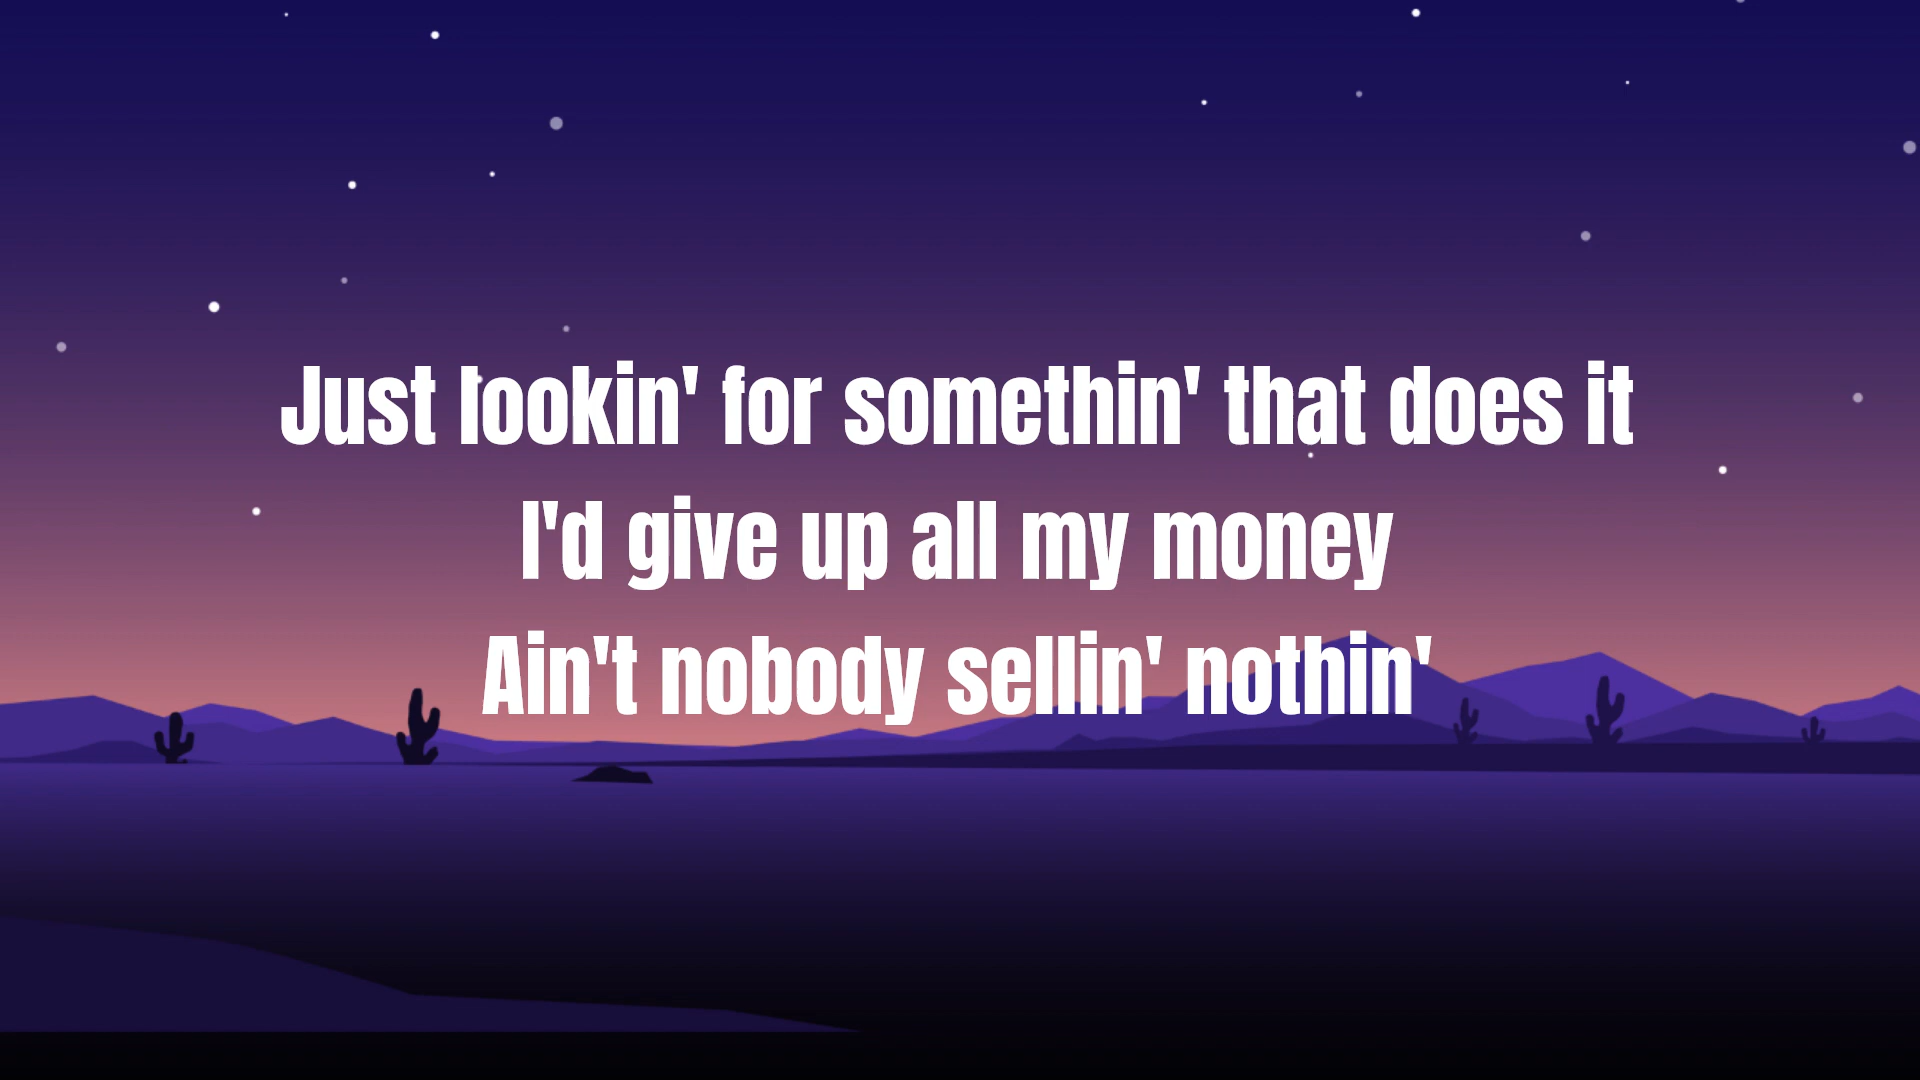 Just lookin' for somethin' that does it
I'd give up all my money
Ain't nobody sellin' nothin'